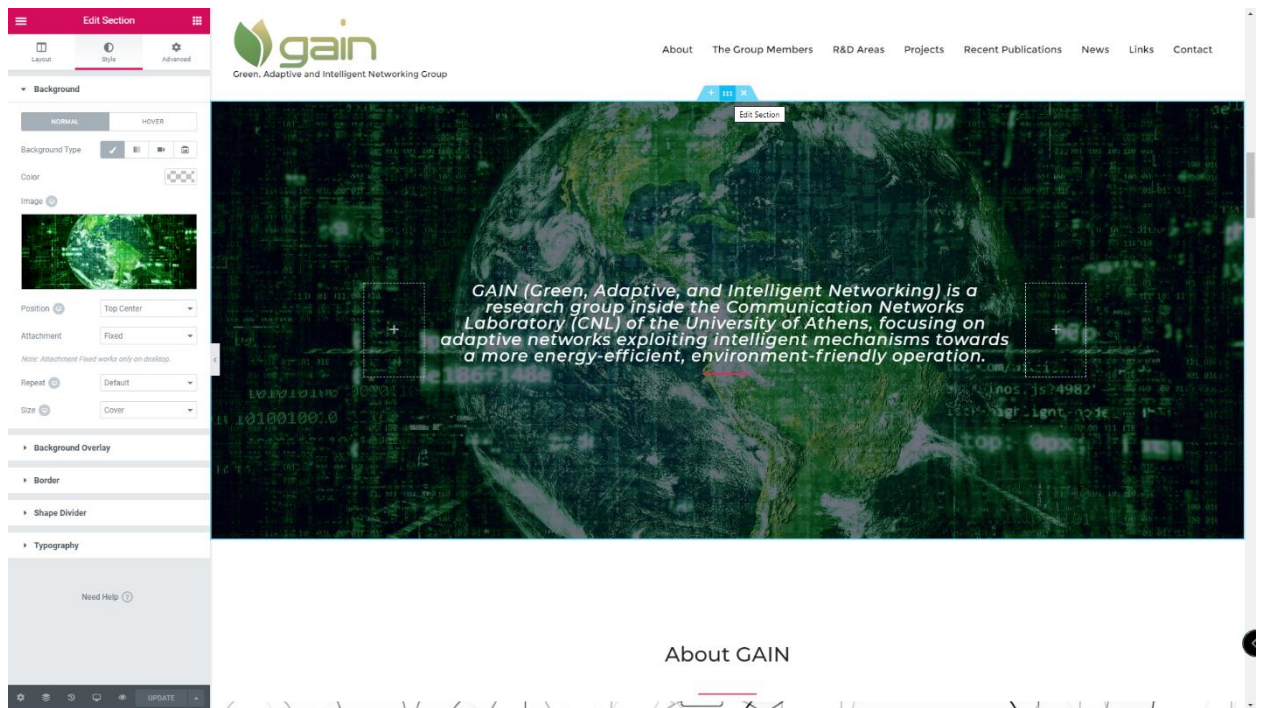 Edit Section
Layout
Style
Advanced
Background
NORMAL
HOVER
Background Type
Color
Image
Position
Top Center
Attachment
Fixed
Note: Attachment Fixed works only on desktop.
Repeat
Default
Size
Cover
Background Overlay
Border
Shape Divider
Typography
Need Help
UPDATE
gain
Green, Adaptive and Intelligent Networking Group
About The Group Members R&D Areas Projects Recent Publications News Links Contact
Edit Section
GAIN (Green, Adaptive, and Intelligent Networking) is a
research group inside the Communication Networks
Laboratory (CNL) of the University of Athens, focusing on
adaptive networks exploiting intelligent mechanisms towards
a more energy-efficient, environment-friendly operation.
About GAIN